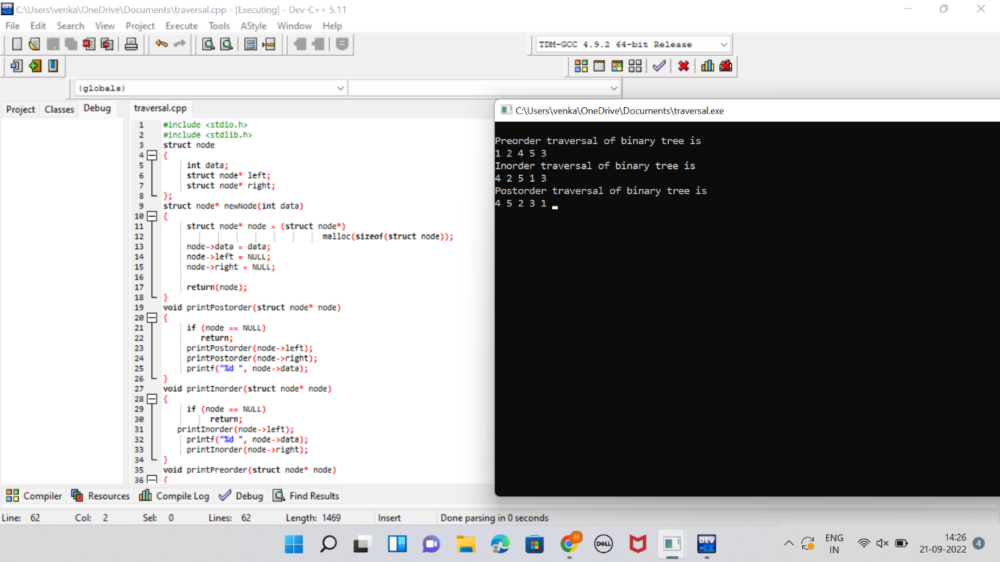 C:\Users\venka\OneDrive\Documents\traversal.cpp - [Executing] - Dev-C++ 5.11
File Edit Search View Project Execute Tools AStyle Window Help
TDM-GCC 4.9.2 64-bit Release
(globals)
Project Classes Debug
traversal.cpp
1 #include <stdio.h>
2 #include <stdlib.h>
3 struct node
4 {
5 int data;
6 struct node* left;
7 struct node* right;
8 };
9 struct node* newNode(int data)
10 {
11 struct node* node = (struct node*)
12 malloc(sizeof(struct node));
13 node->data = data;
14 node->left = NULL;
15 node->right = NULL;
16
17 return(node);
18 }
19 void printPostorder(struct node* node)
20 {
21 if (node == NULL)
22 return;
23 printPostorder(node->left);
24 printPostorder(node->right);
25 printf("%d ", node->data);
26 }
27 void printInorder(struct node* node)
28 {
29 if (node == NULL)
30 return;
31 printInorder(node->left);
32 printf("%d ", node->data);
33 printInorder(node->right);
34 }
35 void printPreorder(struct node* node)
36 {
C:\Users\venka\OneDrive\Documents\traversal.exe
Preorder traversal of binary tree is
1 2 4 5 3
Inorder traversal of binary tree is
4 2 5 1 3
Postorder traversal of binary tree is
4 5 2 3 1
Compiler Resources Compile Log Debug Find Results
Line: 62 Col: 2 Sel: 0 Lines: 62 Length: 1469 Insert Done parsing in 0 seconds
H
DELL
DEV C++
ENG
IN
14:26
21-09-2022
4